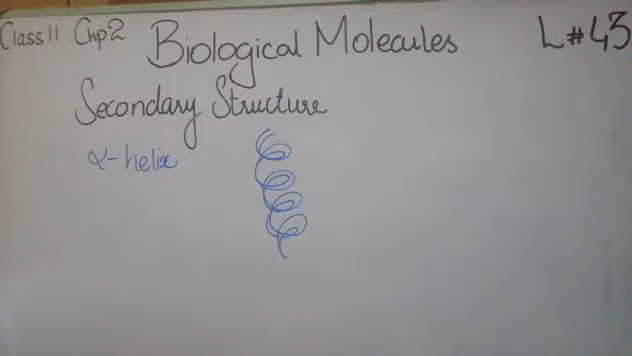 Class 11 Chp 2 Biological Molecules L#43
Secondary Structure
α-helix